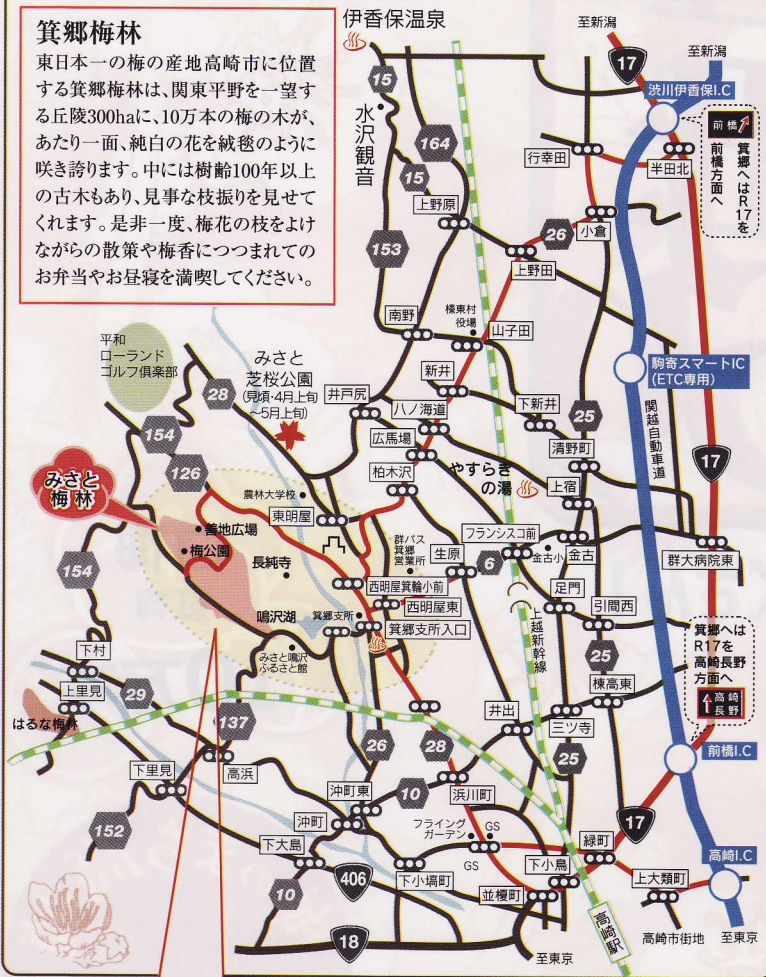 箕郷梅林
東日本一の梅の産地高崎市に位置
する箕郷梅林は、関東平野を一望す
る丘陵300haに、10万本の梅の木が、
あたり一面、純白の花を絨毯のように
咲き誇ります。中には樹齢100年以上
の古木もあり、見事な枝振りを見せて
くれます。是非一度、梅花の枝をよけ
ながらの散策や梅香につつまれての
お弁当やお昼寝を満喫してください。
伊香保温泉
至新潟
至新潟
17
15
渋川伊香保I.C
水沢観音
164
前橋
箕郷へはR17を
前橋方面へ
行幸田
半田北
15
上野原
小倉
26
153
上野田
南野
榛東村
役場
山子田
平和
ローランド
ゴルフ倶楽部
みさと
芝桜公園
(見頃・4月上旬
~5月上旬)
駒寄スマートIC
(ETC専用)
28
新井
井戸尻
八ノ海道
下新井
25
関越自動車道
154
広馬場
清野町
17
126
柏木沢
やすらぎ
の湯
みさと
梅林
農林大学校
上宿
東明屋
善地広場
群バス
箕郷
営業所
生原
フランシスコ前
梅公園
金古小
金古
群大病院東
長純寺
6
154
西明屋箕輪小前
足門
西明屋東
引間西
鳴沢湖
箕郷支所
箕郷支所入口
上越新幹線
箕郷へは
R17を
高崎長野
方面へ
下村
みさと鳴沢
ふるさと館
25
上里見
29
棟高東
高崎
長野
はるな梅林
137
井出
三ツ寺
26
28
前橋I.C
25
下里見
高浜
沖町東
10
浜川町
152
沖町
フライング
ガーデン
GS
17
緑町
下大島
GS
下小鳥
高崎I.C
406
下小塙町
上大類町
10
並榎町
18
高崎駅
高崎市街地
至東京
至東京